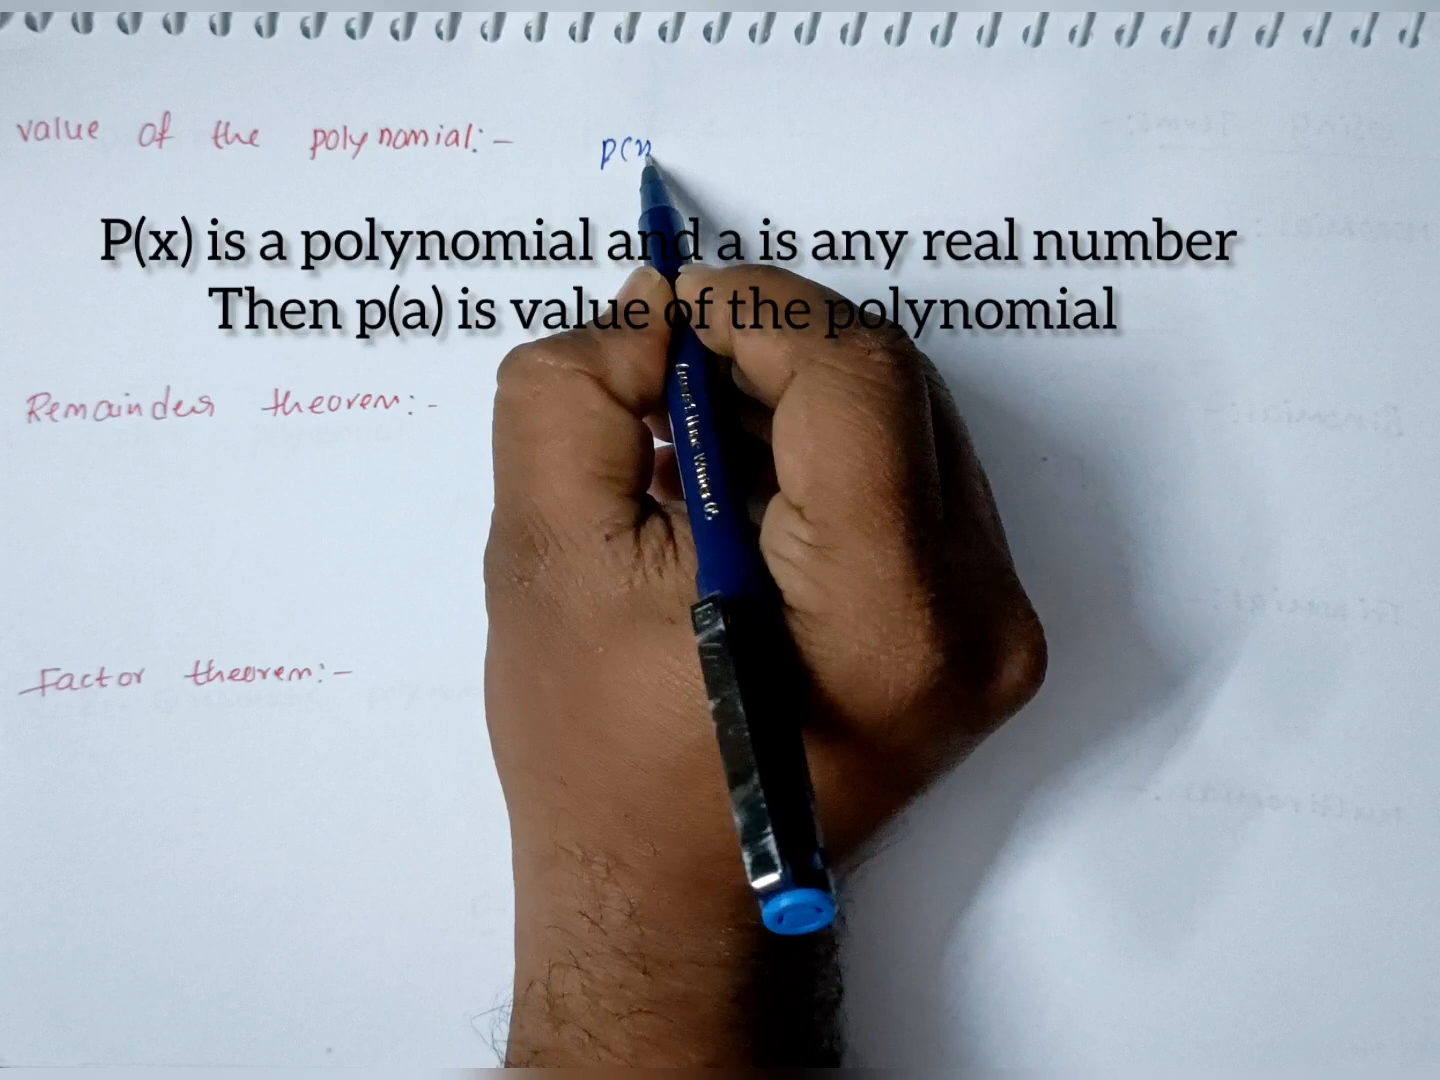 value of the polynomial:- p(x
P(x) is a polynomial and a is any real number
Then p(a) is value of the polynomial
Remainder theorem:-
Factor theorem:-